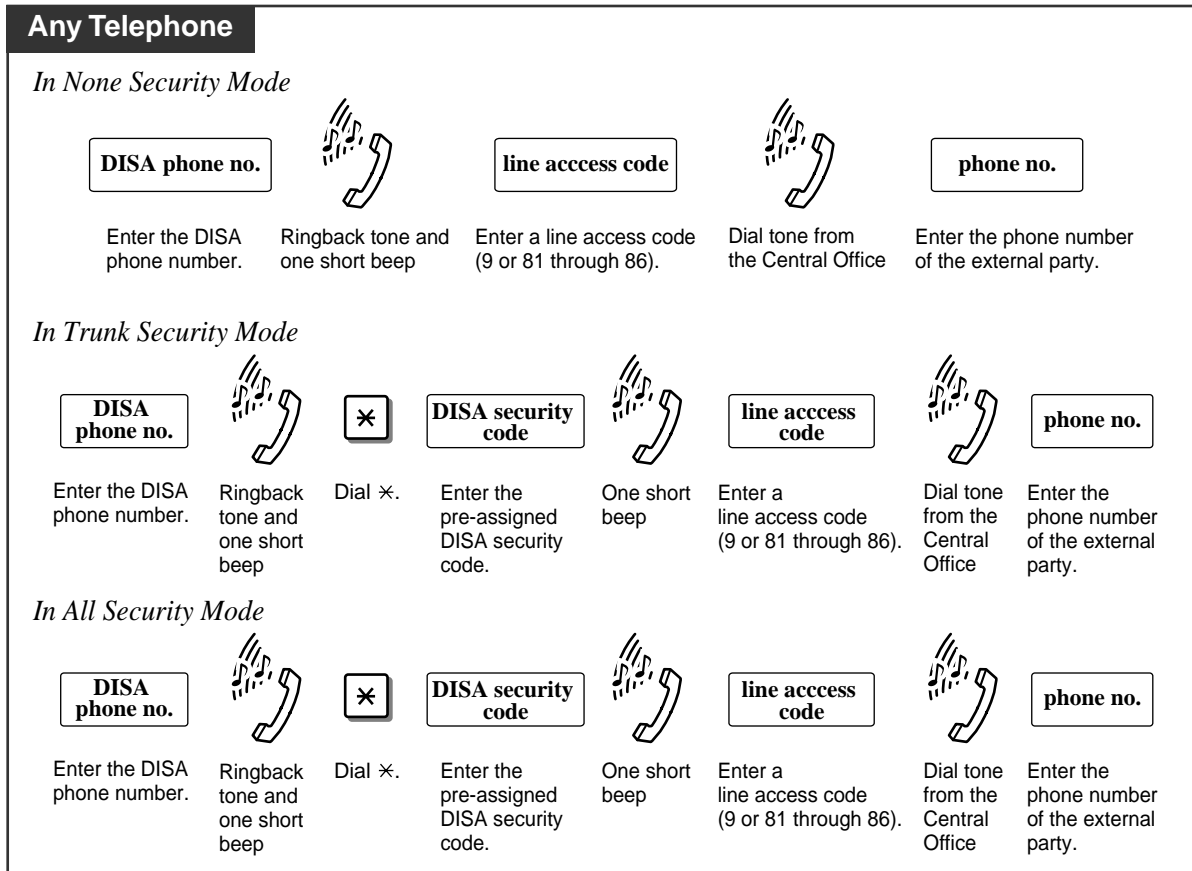 Any Telephone
In None Security Mode
DISA phone no.
line acccess code
phone no.
Enter the DISA
phone number.
Ringback tone and
one short beep
Enter a line access code
(9 or 81 through 86).
Dial tone from
the Central Office
Enter the phone number
of the external party.
In Trunk Security Mode
DISA
phone no.
*
DISA security
code
line acccess
code
phone no.
Enter the DISA
phone number.
Ringback
tone and
one short
beep
Dial *.
Enter the
pre-assigned
DISA security
code.
One short
beep
Enter a
line access code
(9 or 81 through 86).
Dial tone
from the
Central
Office
Enter the
phone number
of the external
party.
In All Security Mode
DISA
phone no.
*
DISA security
code
line acccess
code
phone no.
Enter the DISA
phone number.
Ringback
tone and
one short
beep
Dial *.
Enter the
pre-assigned
DISA security
code.
One short
beep
Enter a
line access code
(9 or 81 through 86).
Dial tone
from the
Central
Office
Enter the
phone number
of the external
party.